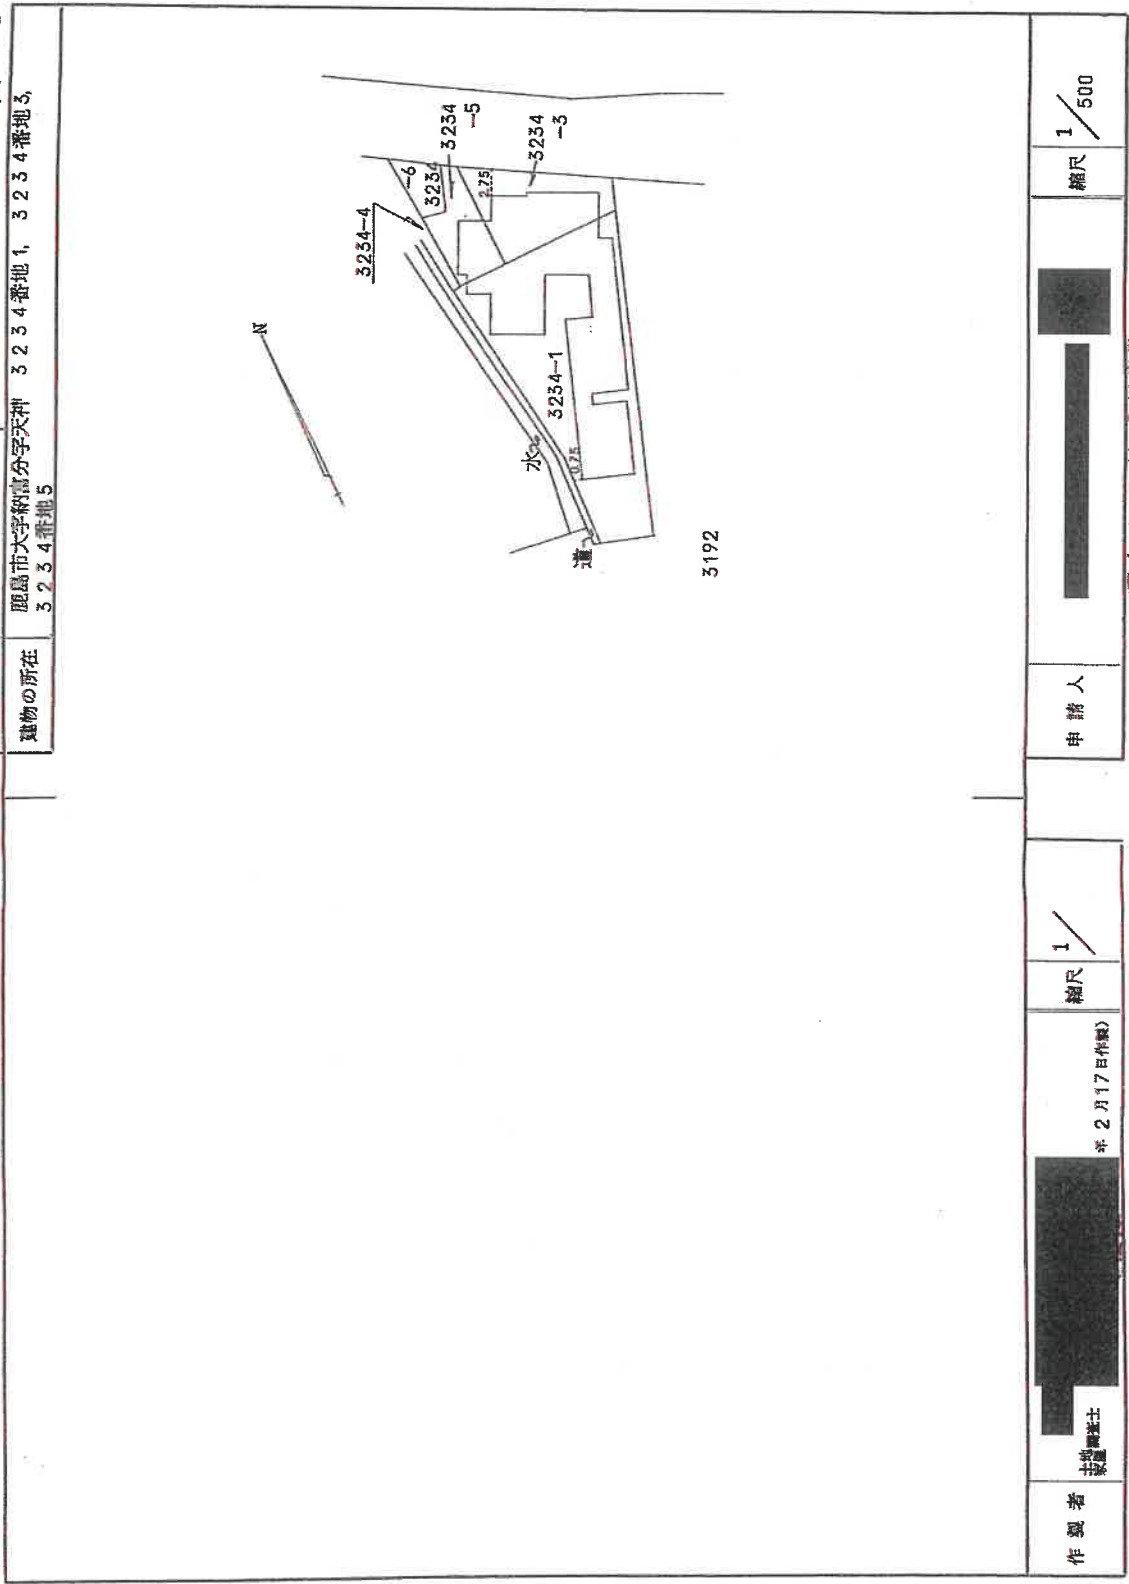 建物の所在
鹿島市大字納富分字天神 3234番地1, 3234番地3,
3234番地5
N
3234-4
3234
-6
3234
-5
3234
-3
2.75
3234-1
水
0.75
道
3192
作製者
土地家屋調査士
年2月17日作製)
縮尺
1/
申請人
縮尺
1/500